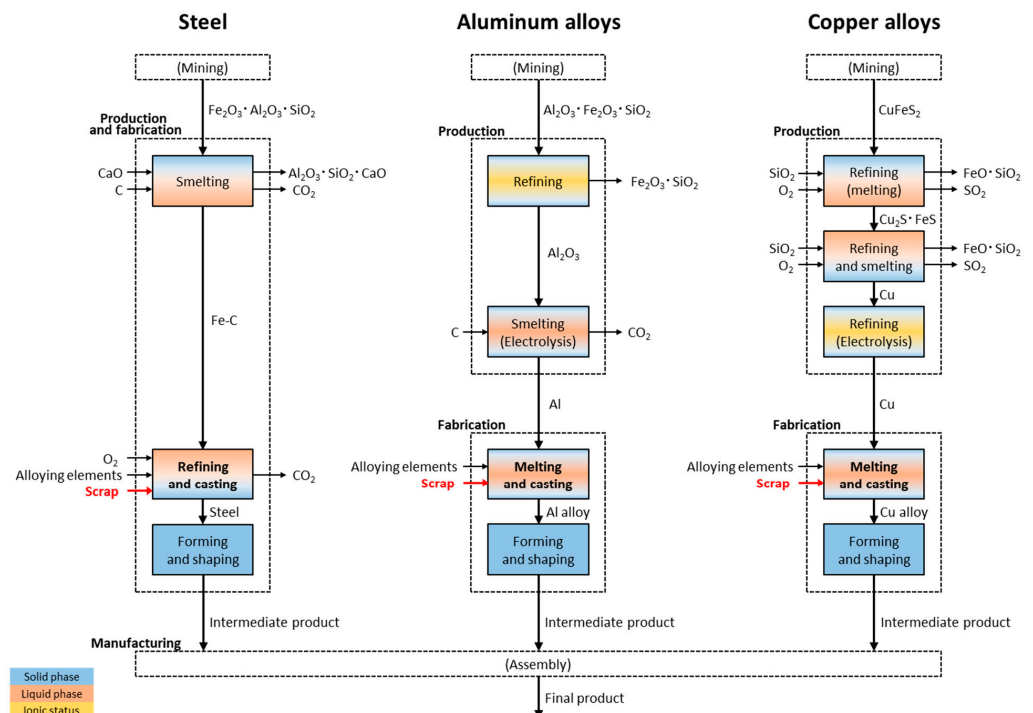 Steel
(Mining)
Fe₂O₃・Al₂O₃・SiO₂
Production
and fabrication
CaO
C
Smelting
Al₂O₃・SiO₂・CaO
CO₂
Fe-C
O₂
Alloying elements
Scrap
Refining
and casting
CO₂
Steel
Forming
and shaping
Intermediate product
Aluminum alloys
(Mining)
Al₂O₃・Fe₂O₃・SiO₂
Production
Refining
Fe₂O₃・SiO₂
Al₂O₃
C
Smelting
(Electrolysis)
CO₂
Al
Fabrication
Alloying elements
Scrap
Melting
and casting
Al alloy
Forming
and shaping
Intermediate product
Copper alloys
(Mining)
CuFeS₂
Production
SiO₂
O₂
Refining
(melting)
FeO・SiO₂
SO₂
Cu₂S・FeS
SiO₂
O₂
Refining
and smelting
FeO・SiO₂
SO₂
Cu
Refining
(Electrolysis)
Cu
Fabrication
Alloying elements
Scrap
Melting
and casting
Cu alloy
Forming
and shaping
Intermediate product
Manufacturing
(Assembly)
Final product
Solid phase
Liquid phase
Ionic status